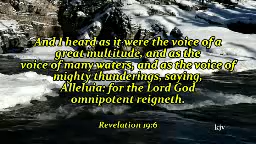 And I heard as it were the voice of a
great multitude, and as the
voice of many waters, and as the voice of
mighty thunderings, saying,
Alleluia: for the Lord God
omnipotent reigneth.
Revelation 19:6
kjv